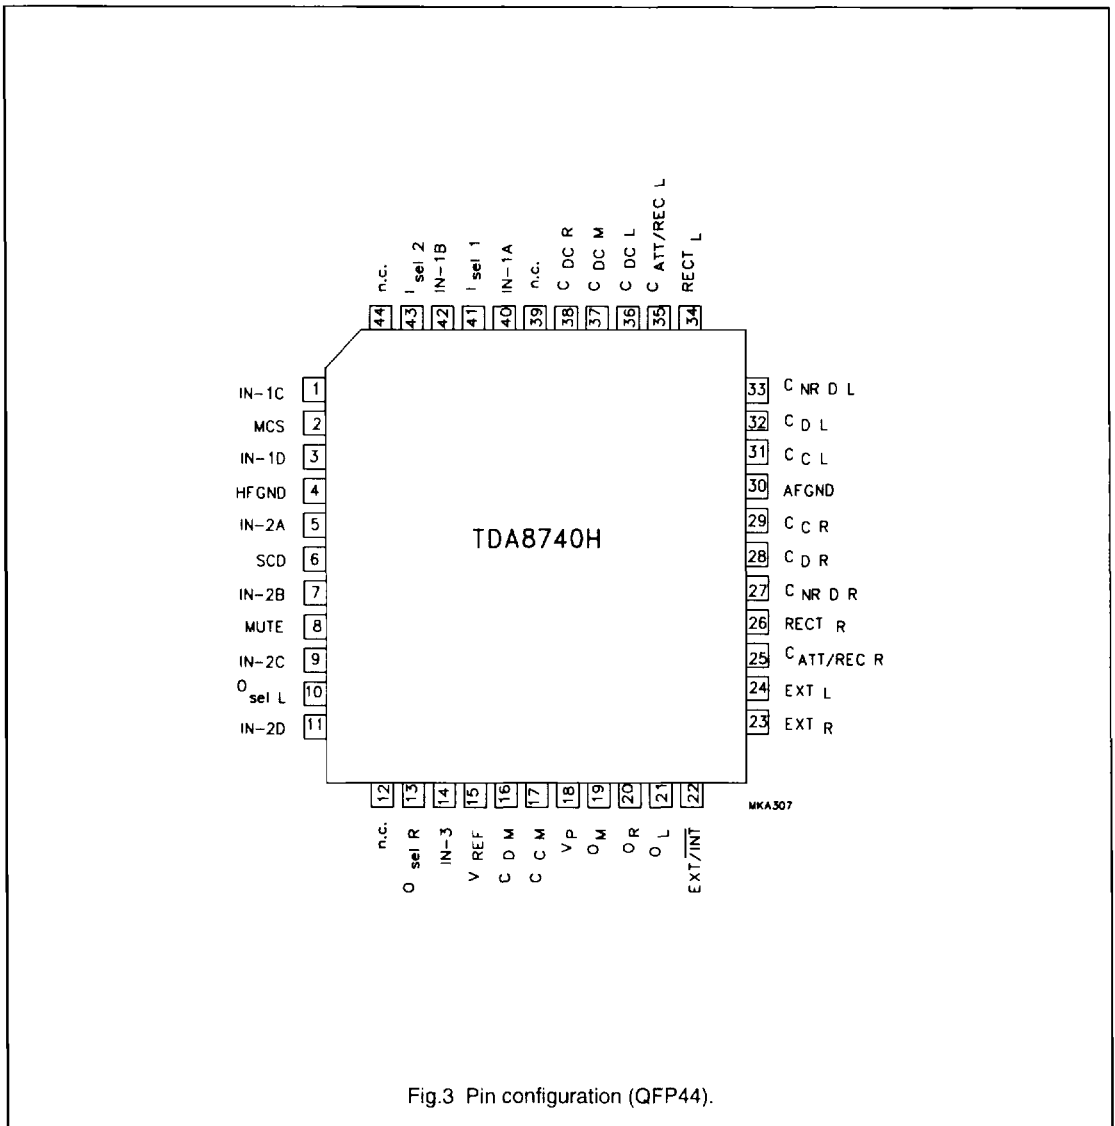 44 n.c.
43 I sel 2
42 IN-1B
41 I sel 1
40 IN-1A
39 n.c.
38 C DC R
37 C DC M
36 C DC L
35 C ATT/REC L
34 RECT L
IN-1C 1
MCS 2
IN-1D 3
HFGND 4
IN-2A 5
SCD 6
IN-2B 7
MUTE 8
IN-2C 9
O sel L 10
IN-2D 11
TDA8740H
33 C NR D L
32 C D L
31 C C L
30 AFGND
29 C C R
28 C D R
27 C NR D R
26 RECT R
25 C ATT/REC R
24 EXT L
23 EXT R
12 n.c.
13 O sel R
14 IN-3
15 V REF
16 C D M
17 C C M
18 V P
19 O M
20 O R
21 O L
22 EXT/INT
MKA307
Fig.3 Pin configuration (QFP44).